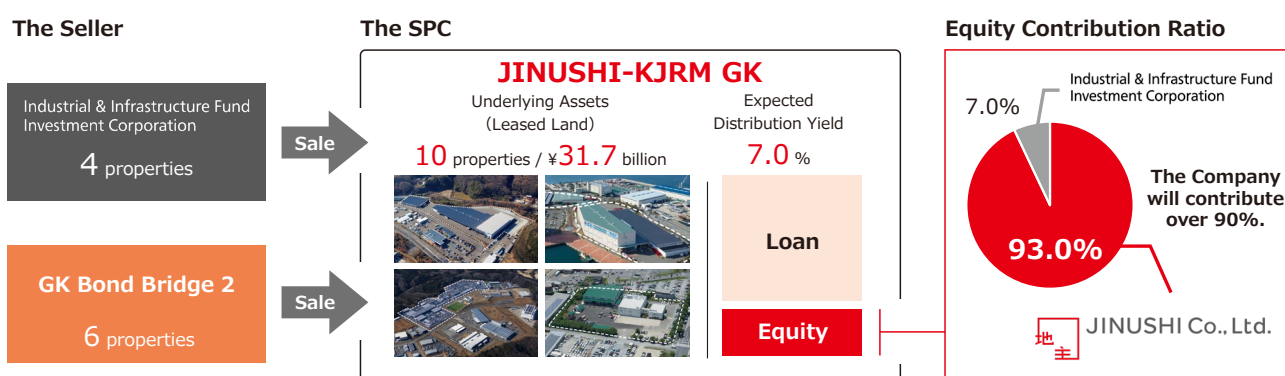 The Seller
Industrial & Infrastructure Fund
Investment Corporation
4 properties
GK Bond Bridge 2
6 properties
Sale
Sale
The SPC
JINUSHI-KJRM GK
Underlying Assets
(Leased Land)
10 properties / ¥31.7 billion
Expected
Distribution Yield
7.0 %
Loan
Equity
Equity Contribution Ratio
Industrial & Infrastructure Fund
Investment Corporation
7.0%
93.0%
The Company
will contribute
over 90%.
地主
JINUSHI Co., Ltd.